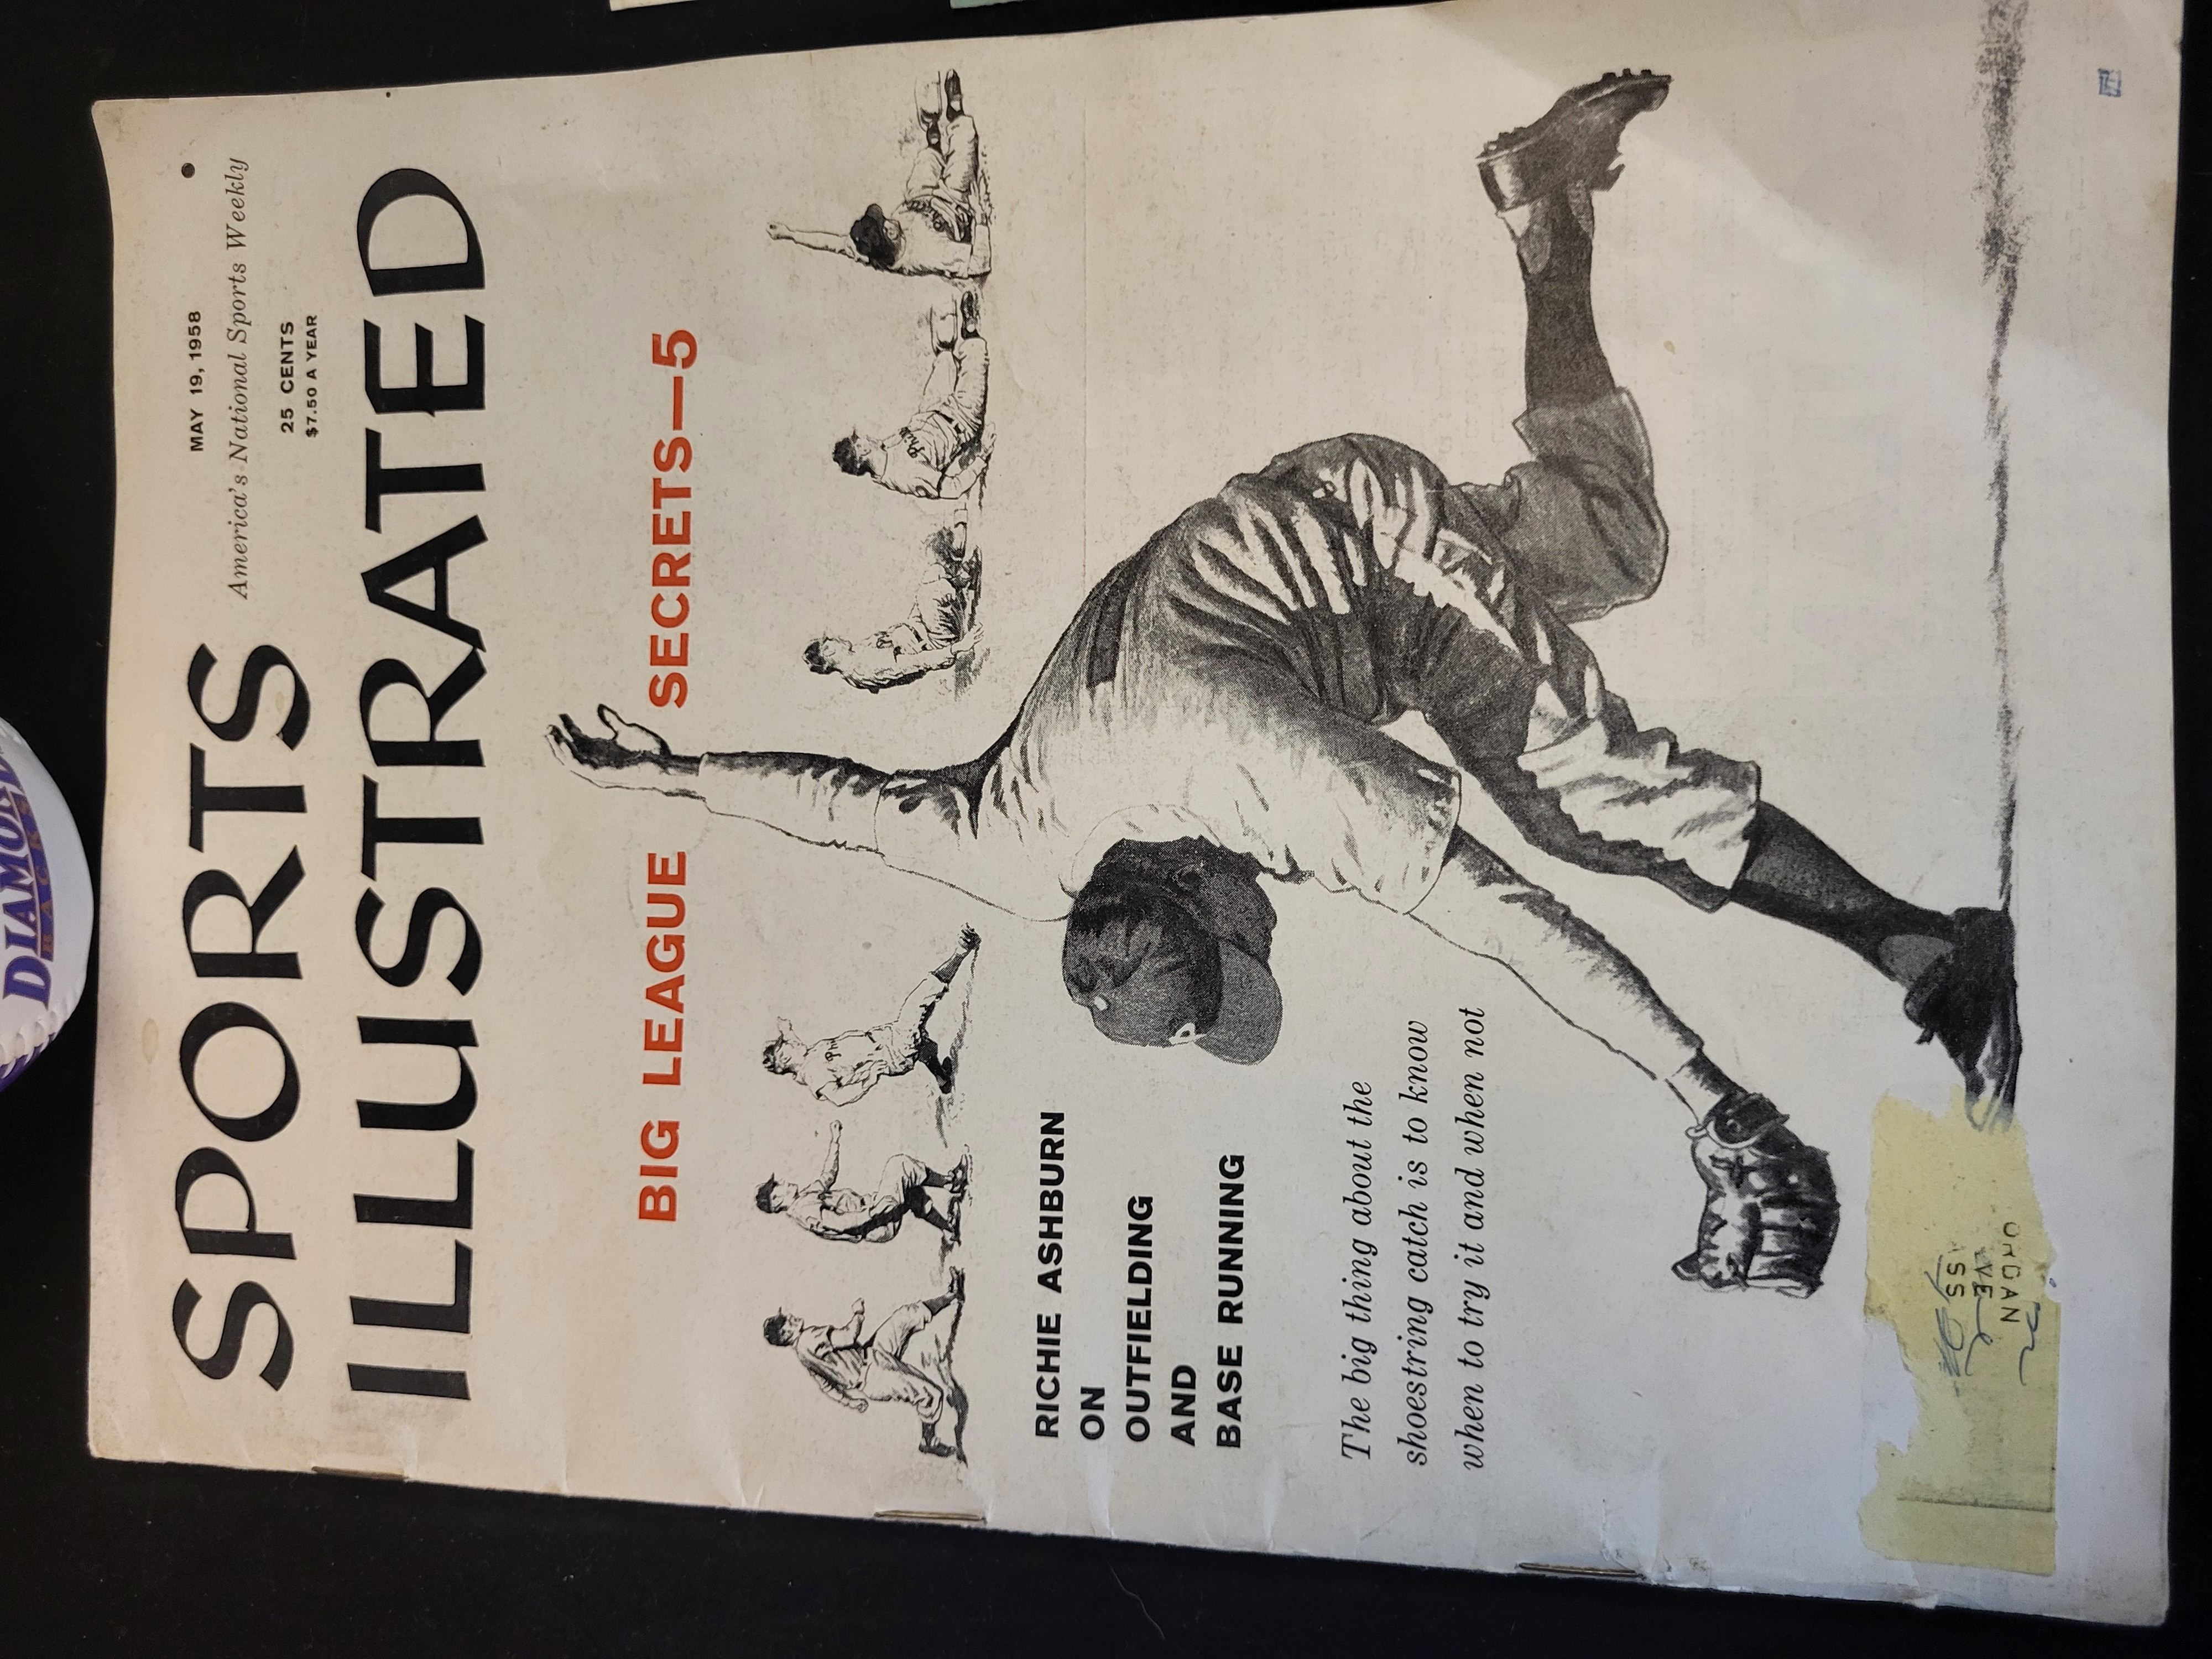 SPORTS
ILLUSTRATED
MAY 19, 1958
America's National Sports Weekly
25 CENTS
$7.50 A YEAR
BIG LEAGUE SECRETS—5
RICHIE ASHBURN
ON
OUTFIELDING
AND
BASE RUNNING
The big thing about the
shoestring catch is to know
when to try it and when not